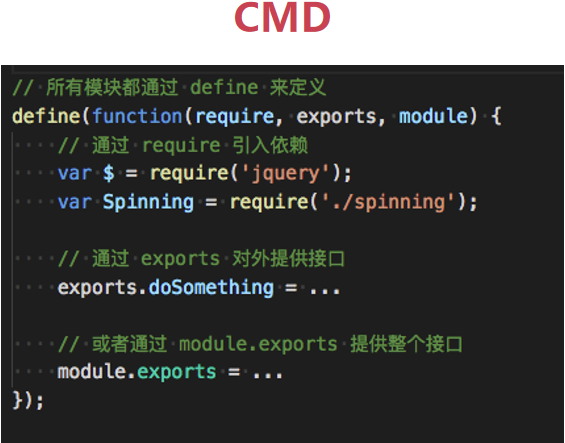 CMD
// 所有模块都通过 define 来定义
define(function(require, exports, module) {
// 通过 require 引入依赖
var $ = require('jquery');
var Spinning = require('./spinning');
// 通过 exports 对外提供接口
exports.doSomething = ...
// 或者通过 module.exports 提供整个接口
module.exports = ...
});